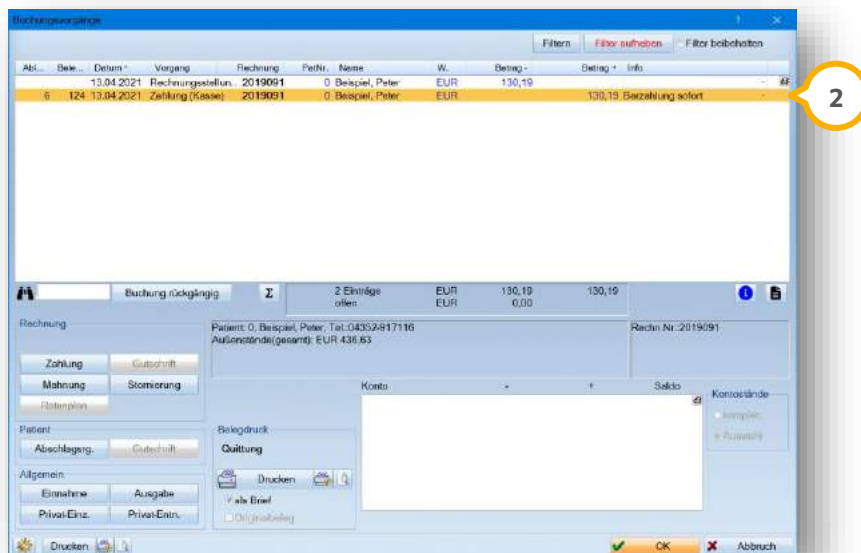 Buchungsvorgänge
Filtern Filter aufheben Filter beibehalten
Abl... Bele... Datum Vorgang Rechnung PatNr. Name W. Betrag - Betrag + Info
13.04.2021 Rechnungsstellun.. 2019091 0 Beispiel, Peter EUR 130,19 -
6 124 13.04.2021 Zahlung (Kasse) 2019091 0 Beispiel, Peter EUR 130,19 Barzahlung sofort -
2
Buchung rückgängig Σ 2 Einträge EUR 130,19 130,19
offen EUR 0,00
Rechnung
Patient: 0, Beispiel, Peter, Tel.:04352-917116 Rechn.Nr.:2019091
Außenstände(gesamt): EUR 436,63
Zahlung Gutschrift
Mahnung Stornierung
Ratenplan
Konto - + Saldo
Kontostände
komplett
Auswahl
Patient
Abschlagsrg. Gutschrift
Belegdruck
Quittung
Drucken
als Brief
Originalbeleg
Allgemein
Einnahme Ausgabe
Privat-Einz. Privat-Entn.
Drucken OK Abbruch